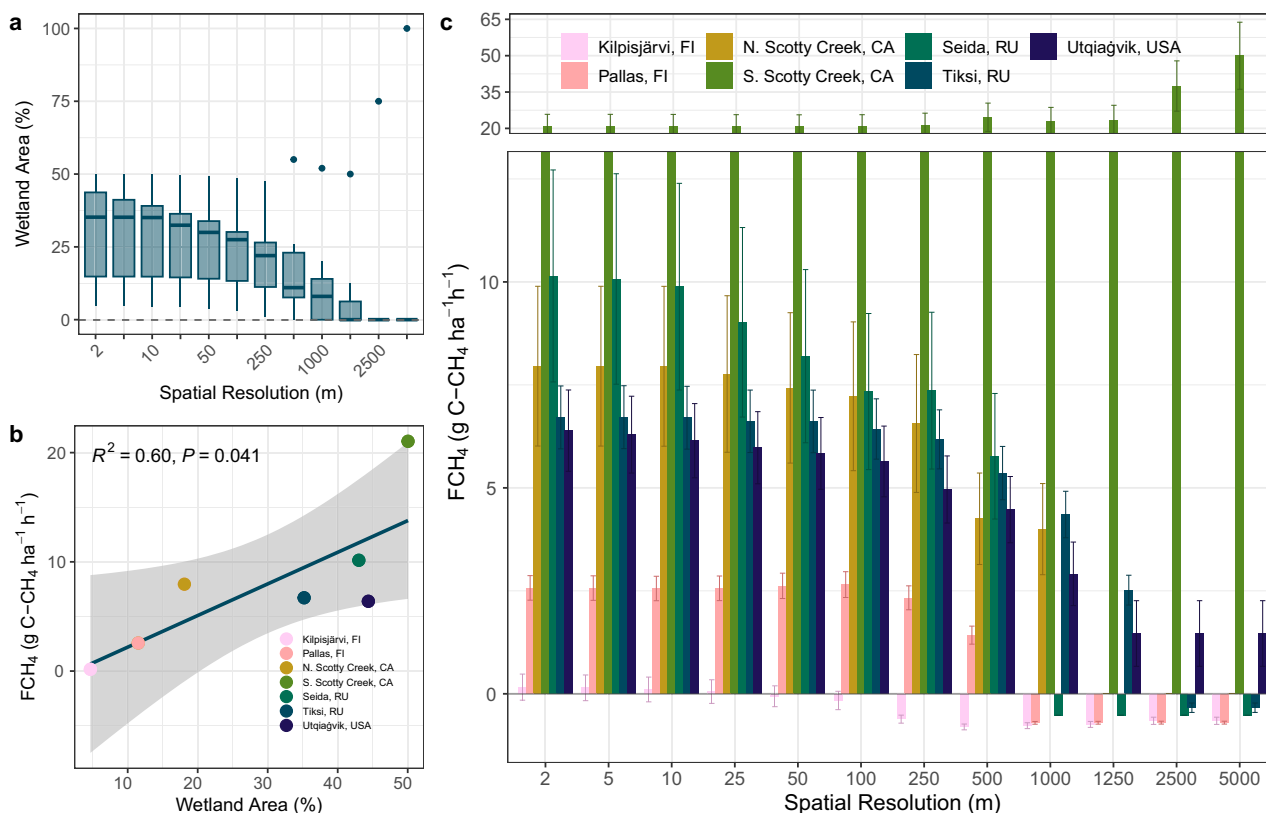 a
100
75
50
25
0
Wetland Area (%)
2
10
50
250
1000
2500
Spatial Resolution (m)
b
R² = 0.60, P = 0.041
20
10
0
FCH₄ (g C−CH₄ ha⁻¹ h⁻¹)
Kilpisjärvi, FI
Pallas, FI
N. Scotty Creek, CA
S. Scotty Creek, CA
Seida, RU
Tiksi, RU
Utqiaġvik, USA
10
20
30
40
50
Wetland Area (%)
c
65
50
35
20
Kilpisjärvi, FI
Pallas, FI
N. Scotty Creek, CA
S. Scotty Creek, CA
Seida, RU
Tiksi, RU
Utqiaġvik, USA
10
5
0
FCH₄ (g C−CH₄ ha⁻¹h⁻¹)
2
5
10
25
50
100
250
500
1000
1250
2500
5000
Spatial Resolution (m)